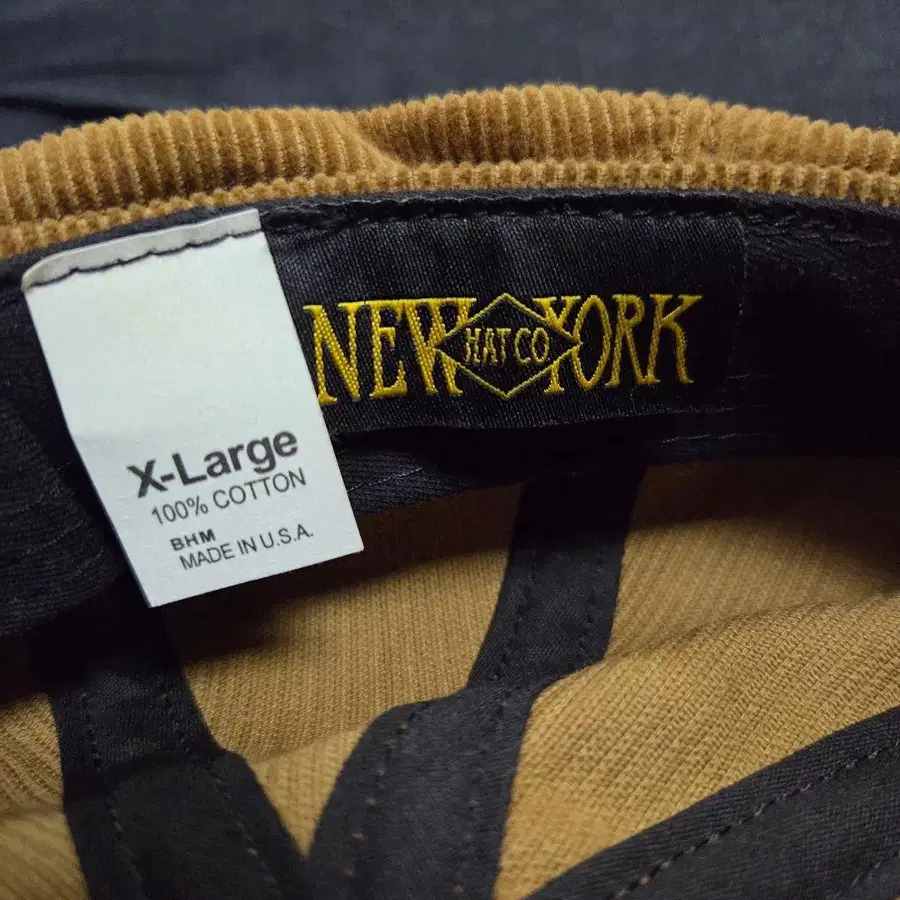 NEW HAT CO YORK
X-Large
100% COTTON
BHM
MADE IN U.S.A.